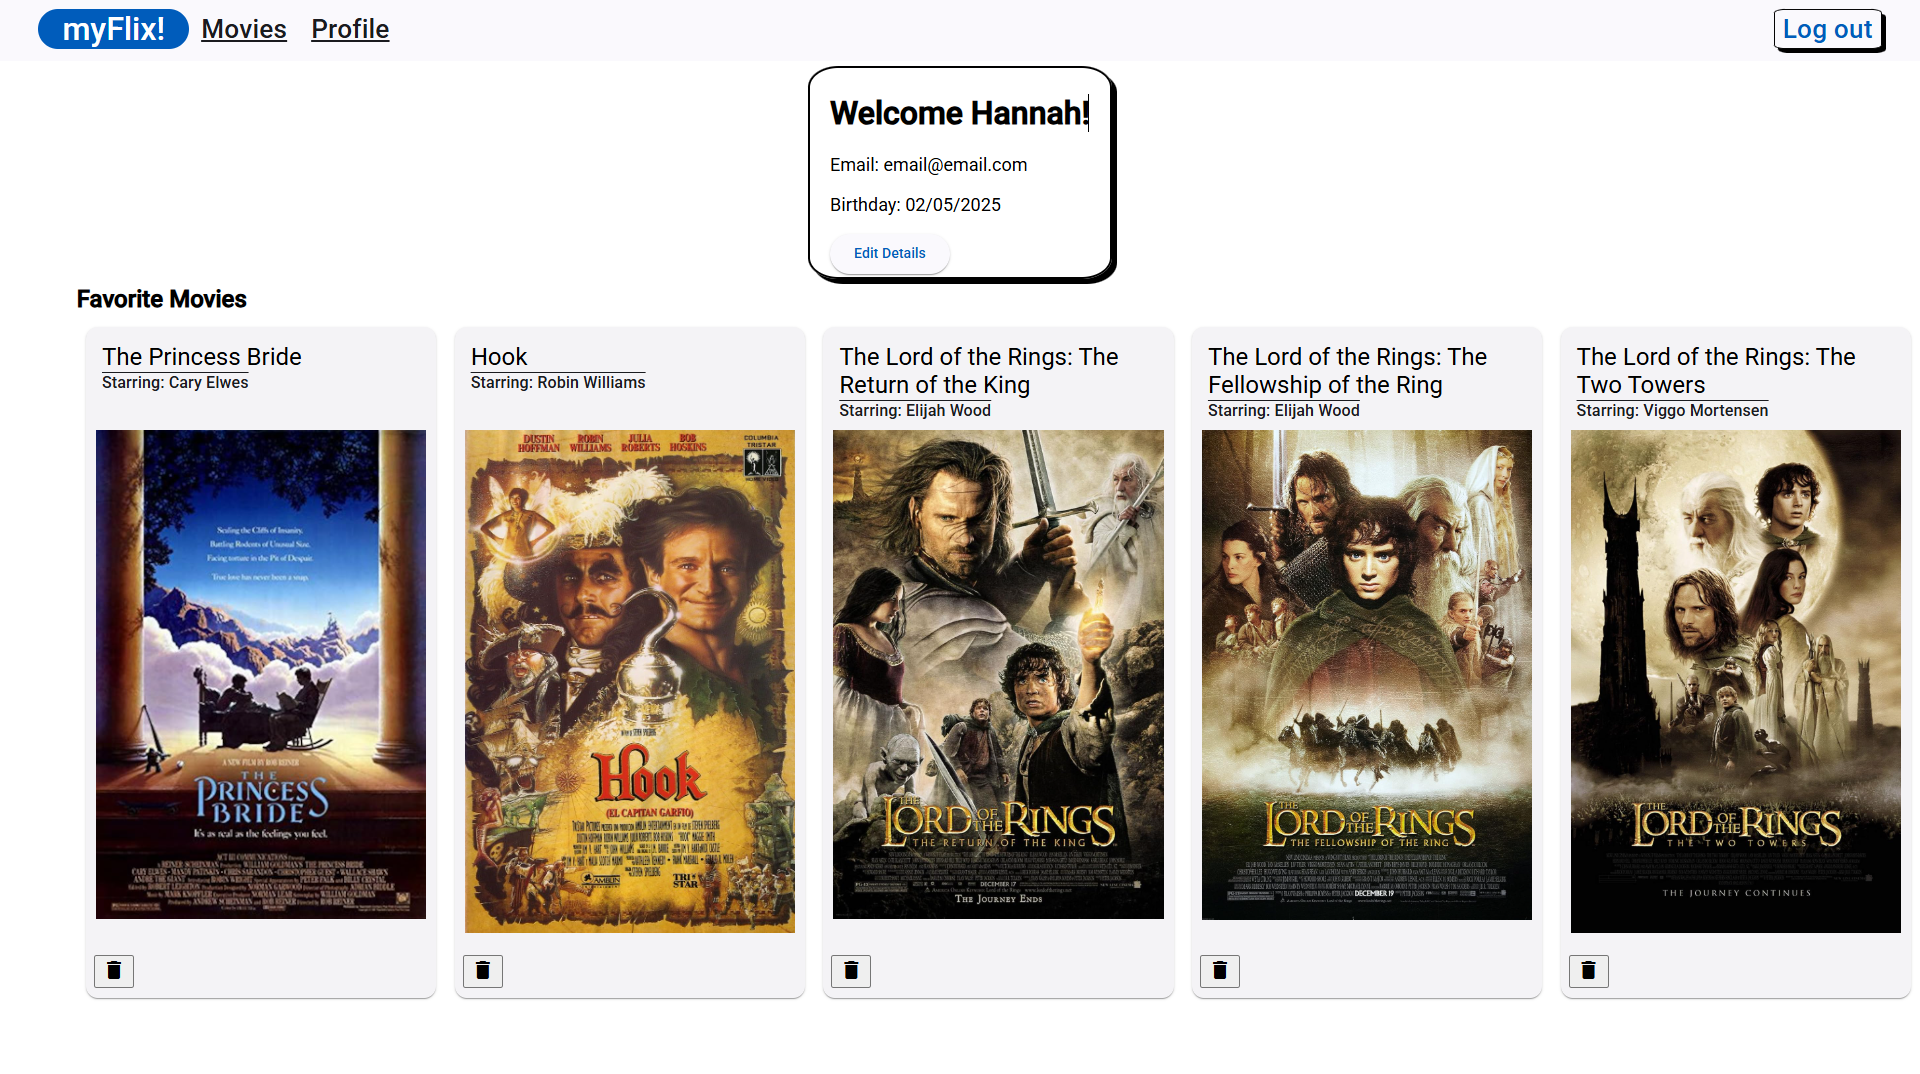 myFlix! Movies Profile Log out
Welcome Hannah!
Email: email@email.com
Birthday: 02/05/2025
Edit Details
Favorite Movies
The Princess Bride
Starring: Cary Elwes
Scaling the Cliffs of Insanity,
Battling Rodents of Unusual Size,
Facing torture in the Pit of Despair.
True love has never been a snap.
A NEW FILM BY ROB REINER
THE
PRINCESS
BRIDE
It's as real as the feelings you feel.
Hook
Starring: Robin Williams
DUSTIN HOFFMAN
ROBIN WILLIAMS
JULIA ROBERTS
BOB HOSKINS
COLUMBIA
TRISTAR
HOME VIDEO
Hook
(EL CAPITAN GARFIO)
AMBLIN
TRI STAR
The Lord of the Rings: The
Return of the King
Starring: Elijah Wood
THE
LORD OF THE RINGS
THE RETURN OF THE KING
DECEMBER 17
THE JOURNEY ENDS
The Lord of the Rings: The
Fellowship of the Ring
Starring: Elijah Wood
THE
LORD OF THE RINGS
THE FELLOWSHIP OF THE RING
DECEMBER 19
The Lord of the Rings: The
Two Towers
Starring: Viggo Mortensen
THE
LORD OF THE RINGS
THE TWO TOWERS
THE JOURNEY CONTINUES